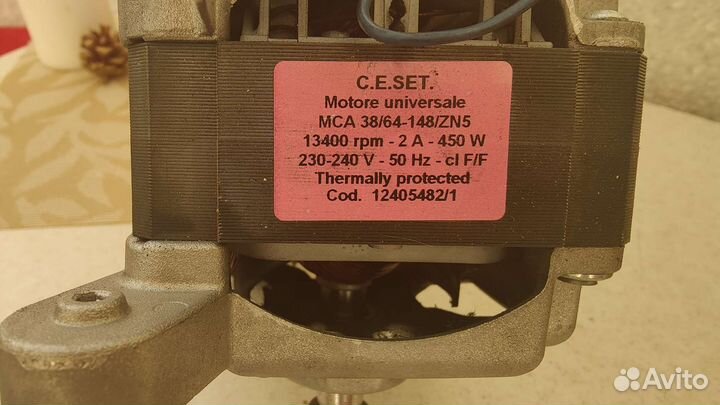 C.E.SET.
Motore universale
MCA 38/64-148/ZN5
13400 rpm - 2 A - 450 W
230-240 V - 50 Hz - cl F/F
Thermally protected
Cod. 12405482/1
Avito